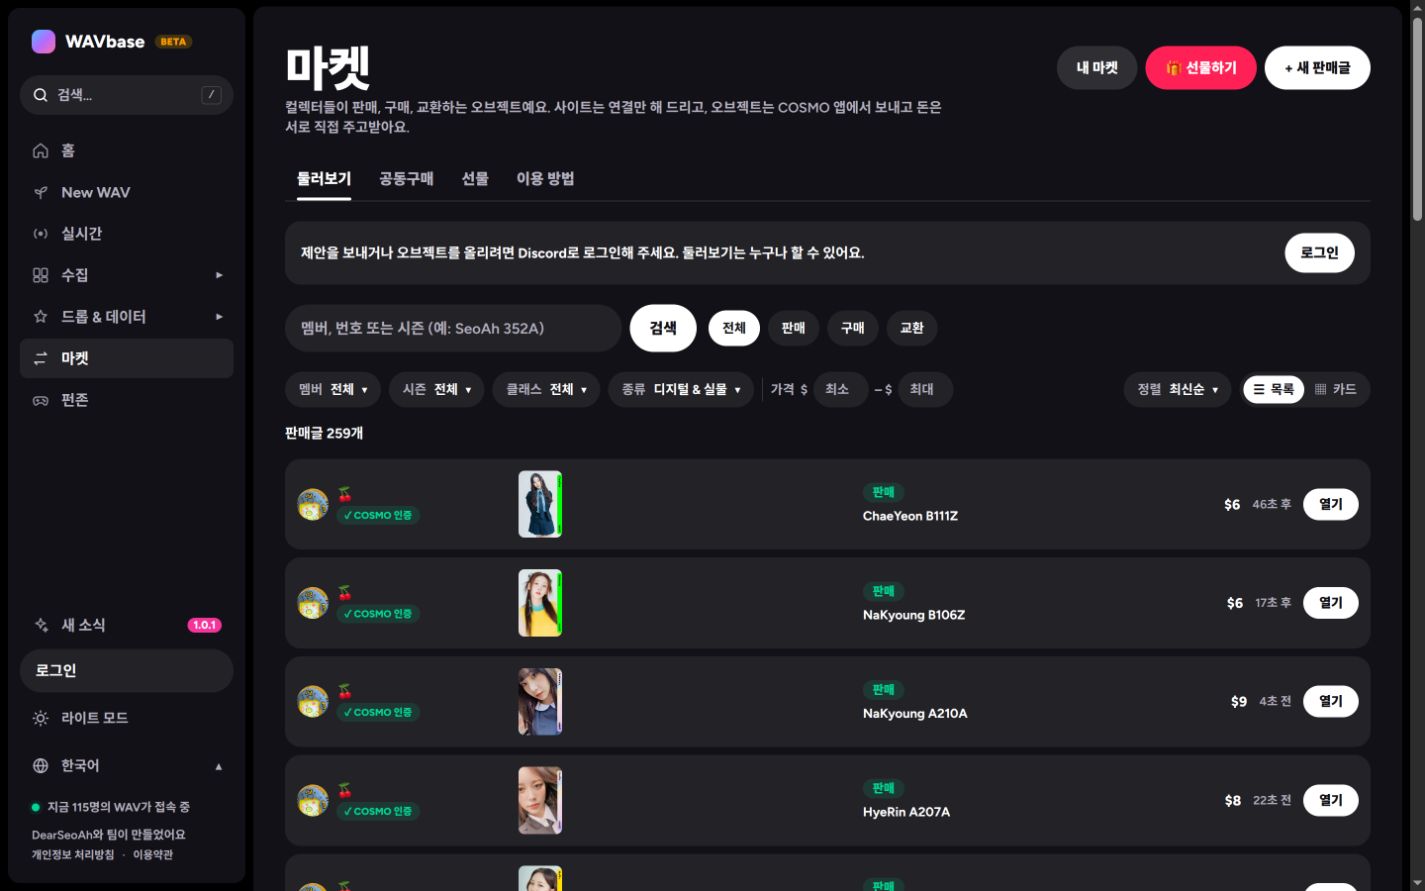 WAVbase BETA
검색... /
홈
New WAV
실시간
수집
드롭 & 데이터
마켓
펀존
새 소식 1.0.1
로그인
라이트 모드
한국어
지금 115명의 WAV가 접속 중
DearSeoAh와 팀이 만들었어요
개인정보 처리방침 · 이용약관
마켓
컬렉터들이 판매, 구매, 교환하는 오브젝트예요. 사이트는 연결만 해 드리고, 오브젝트는 COSMO 앱에서 보내고 돈은
서로 직접 주고받아요.
내 마켓 선물하기 + 새 판매글
둘러보기 공동구매 선물 이용 방법
제안을 보내거나 오브젝트를 올리려면 Discord로 로그인해 주세요. 둘러보기는 누구나 할 수 있어요. 로그인
멤버, 번호 또는 시즌 (예: SeoAh 352A) 검색 전체 판매 구매 교환
멤버 전체 시즌 전체 클래스 전체 종류 디지털 & 실물 가격 $ 최소 – $ 최대 정렬 최신순 목록 카드
판매글 259개
✓ COSMO 인증
판매
ChaeYeon B111Z
$6 46초 후 열기
✓ COSMO 인증
판매
NaKyoung B106Z
$6 17초 후 열기
✓ COSMO 인증
판매
NaKyoung A210A
$9 4초 전 열기
✓ COSMO 인증
판매
HyeRin A207A
$8 22초 전 열기
판매